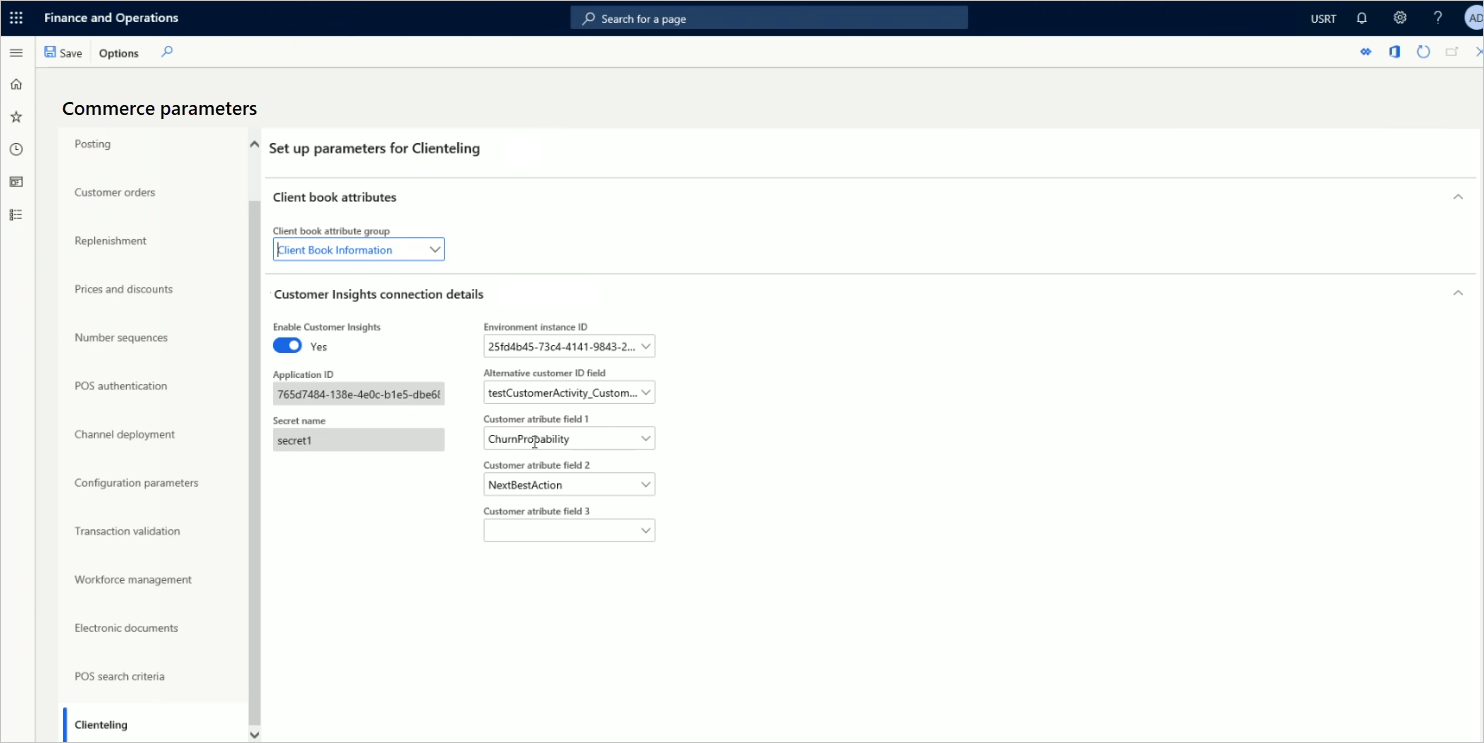 Finance and Operations
Search for a page
USRT
?
AD
Save
Options
Commerce parameters
Posting
Customer orders
Replenishment
Prices and discounts
Number sequences
POS authentication
Channel deployment
Configuration parameters
Transaction validation
Workforce management
Electronic documents
POS search criteria
Clienteling
Set up parameters for Clienteling
Client book attributes
Client book attribute group
Client Book Information
Customer Insights connection details
Enable Customer Insights
Yes
Application ID
765d7484-138e-4e0c-b1e5-dbe68
Secret name
secret1
Environment instance ID
25fd4b45-73c4-4141-9843-2...
Alternative customer ID field
testCustomerActivity_Custom...
Customer atribute field 1
ChurnProbability
Customer atribute field 2
NextBestAction
Customer atribute field 3